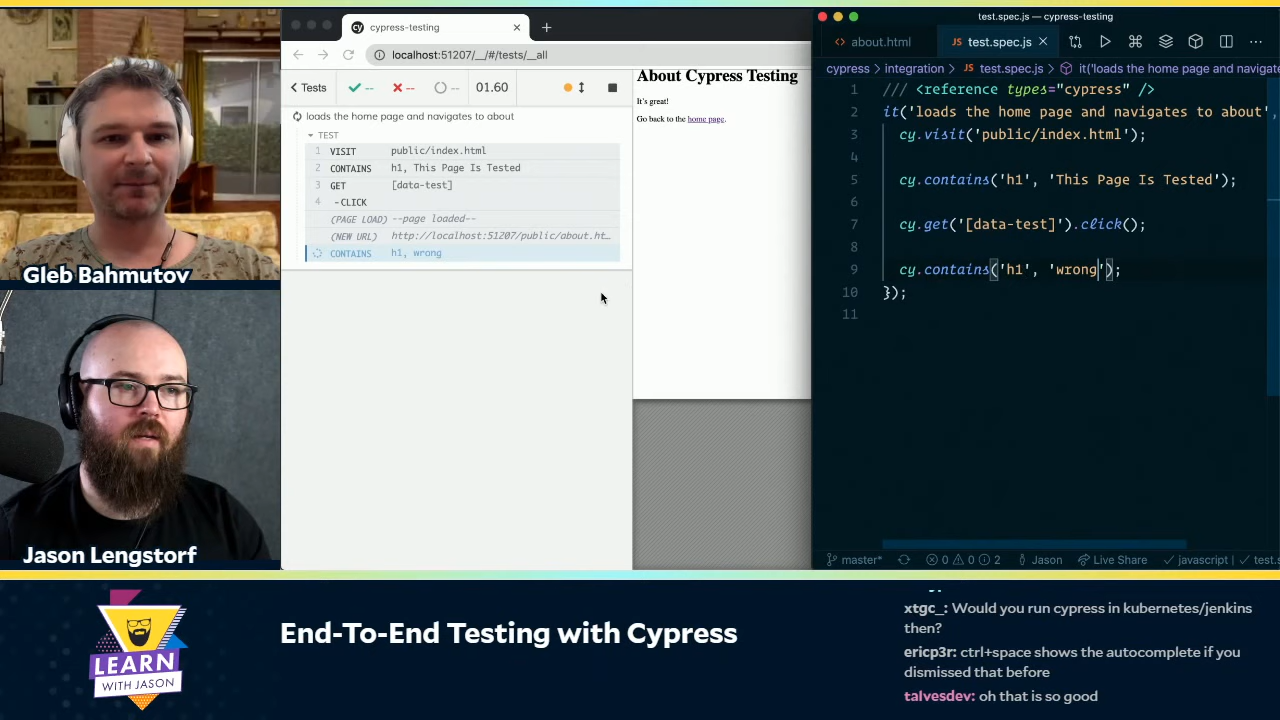 Gleb Bahmutov
Jason Lengstorf
cypress-testing
localhost:51207/__/#/tests/__all
Tests
--
--
--
01.60
loads the home page and navigates to about
TEST
1 VISIT public/index.html
2 CONTAINS h1, This Page Is Tested
3 GET [data-test]
4 -CLICK
(PAGE LOAD) --page loaded--
(NEW URL) http://localhost:51207/public/about.ht…
CONTAINS h1, wrong
About Cypress Testing
It's great!
Go back to the home page.
test.spec.js — cypress-testing
about.html
JS test.spec.js
cypress > integration > JS test.spec.js > it('loads the home page and navigate
1 /// <reference types="cypress" />
2 it('loads the home page and navigates to about',
3 cy.visit('public/index.html');
4
5 cy.contains('h1', 'This Page Is Tested');
6
7 cy.get('[data-test]').click();
8
9 cy.contains('h1', 'wrong');
10 });
11
master* 0 0 2 Jason Live Share javascript test.s
LEARN
WITH JASON
End-To-End Testing with Cypress
xtgc_: Would you run cypress in kubernetes/jenkins
then?
ericp3r: ctrl+space shows the autocomplete if you
dismissed that before
talvesdev: oh that is so good